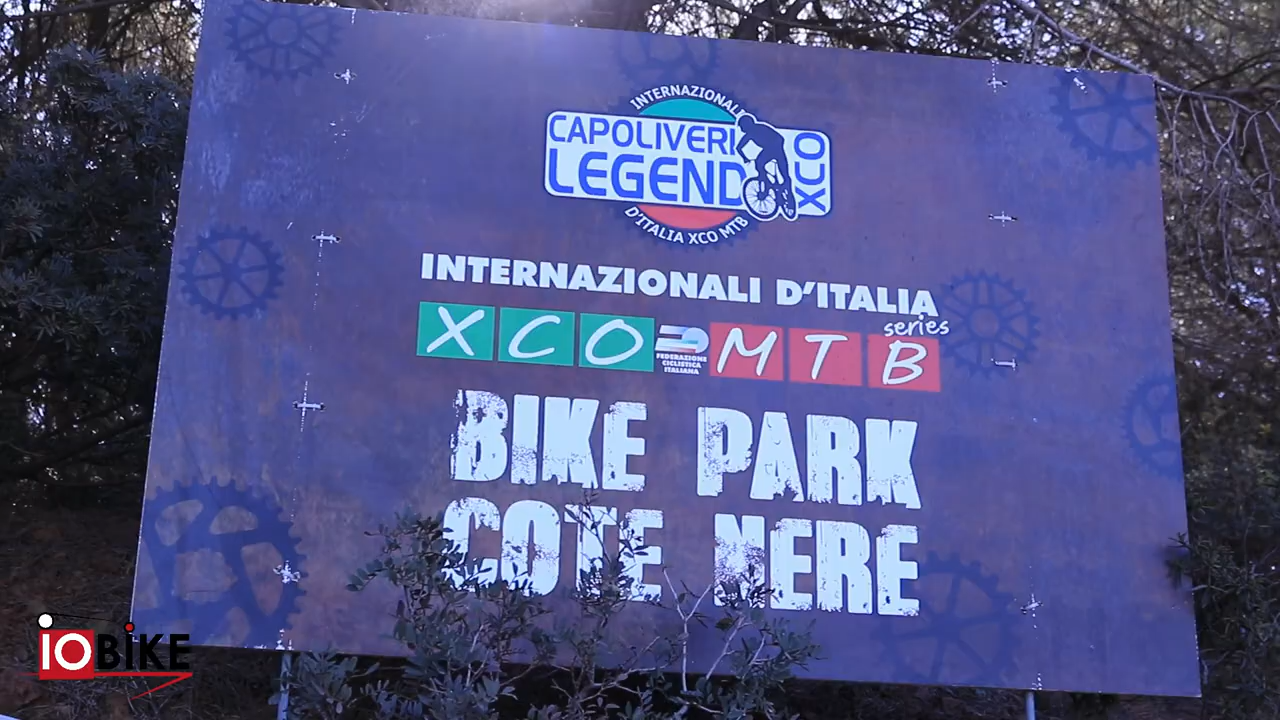 INTERNAZIONALI
CAPOLIVERI
LEGEND
XCO
D'ITALIA XCO MTB
INTERNAZIONALI D'ITALIA
series
XCO
FEDERAZIONE
CICLISTICA
ITALIANA
MTB
BIKE PARK
COTE NERE
iOBiKE